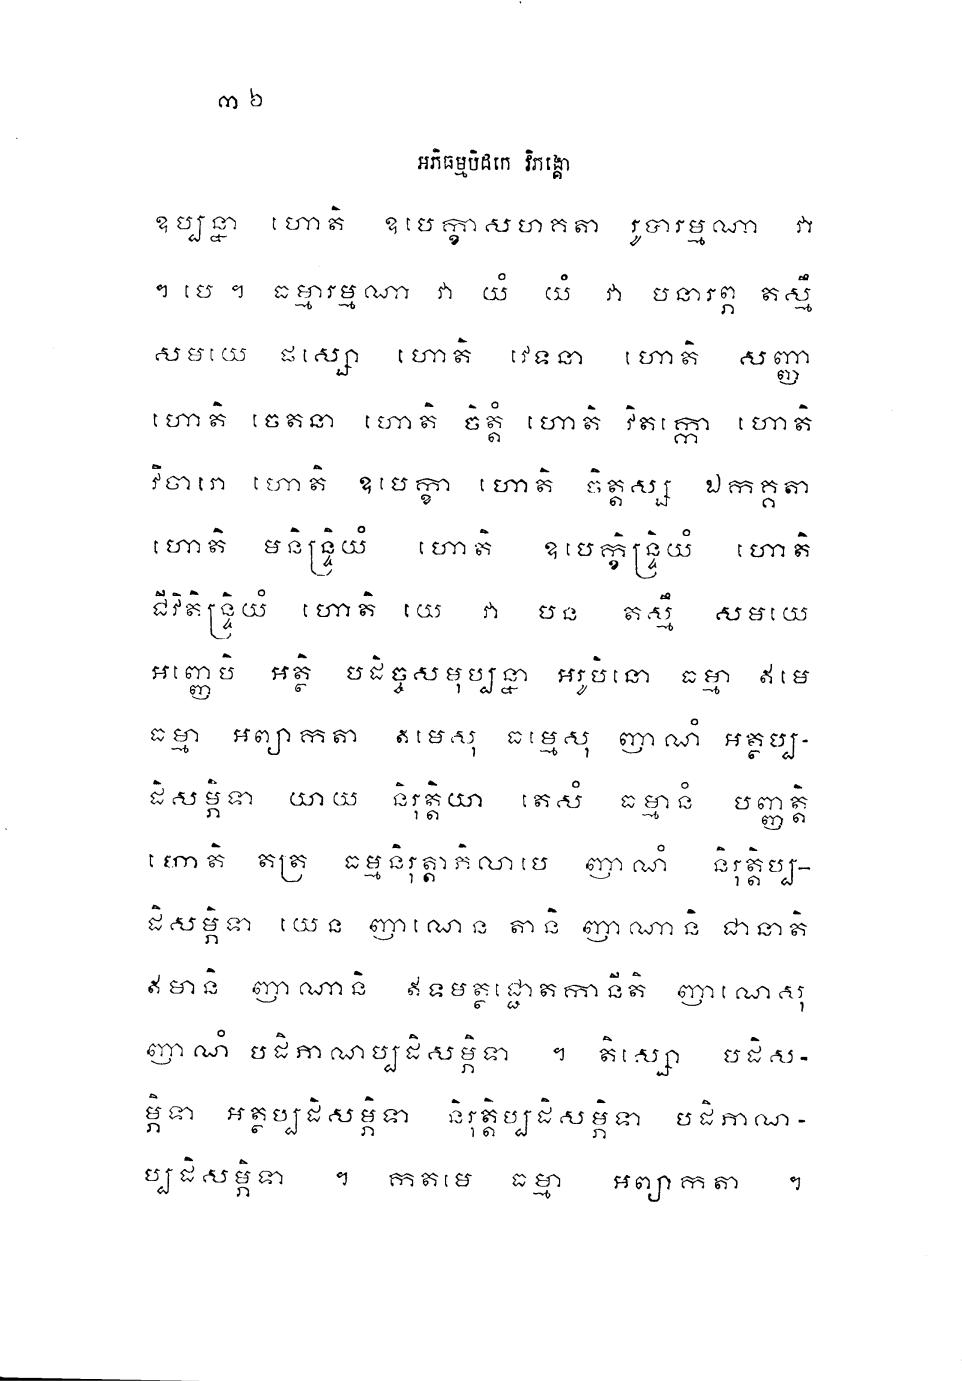 ៣៦
អភិធម្មបិដកេ វិភង្គោ
ឧប្បន្នា ហោតិ ឧបេក្ខាសហគតា រូបារម្មណា វា
។ បេ ។ ធម្មារម្មណា វា យំ យំ វា បនារព្ភ តស្មឹ
សមយេ ផស្សោ ហោតិ វេទនា ហោតិ សញ្ញា
ហោតិ ចេតនា ហោតិ ចិត្តំ ហោតិ វិតក្កោ ហោតិ
វិចារោ ហោតិ ឧបេក្ខា ហោតិ ចិត្តស្ស ឯកគ្គតា
ហោតិ មនិន្ទ្រិយំ ហោតិ ឧបេក្ខិន្ទ្រិយំ ហោតិ
ជីវិតិន្ទ្រិយំ ហោតិ យេ វា បន តស្មឹ សមយេ
អញ្ញេបិ អត្ថិ បដិច្ចសមុប្បន្នា អរូបិនោ ធម្មា ឥមេ
ធម្មា អព្យាកតា ឥមេសុ ធម្មេសុ ញាណំ អត្ថប្ប-
ដិសម្ភិទា យាយ និរុត្តិយា តេសំ ធម្មានំ បញ្ញត្តិ
ហោតិ តត្រ ធម្មនិរុត្តាភិលាបេ ញាណំ និរុត្តិប្ប-
ដិសម្ភិទា យេន ញាណេន តានិ ញាណានិ ជានាតិ
ឥមានិ ញាណានិ ឥទមត្ថជ្ជោតកានីតិ ញាណេសុ
ញាណំ បដិភាណប្បដិសម្ភិទា ។ តិស្សោ បដិស-
ម្ភិទា អត្ថប្បដិសម្ភិទា និរុត្តិប្បដិសម្ភិទា បដិភាណ-
ប្បដិសម្ភិទា ។ កតមេ ធម្មា អព្យាកតា ។